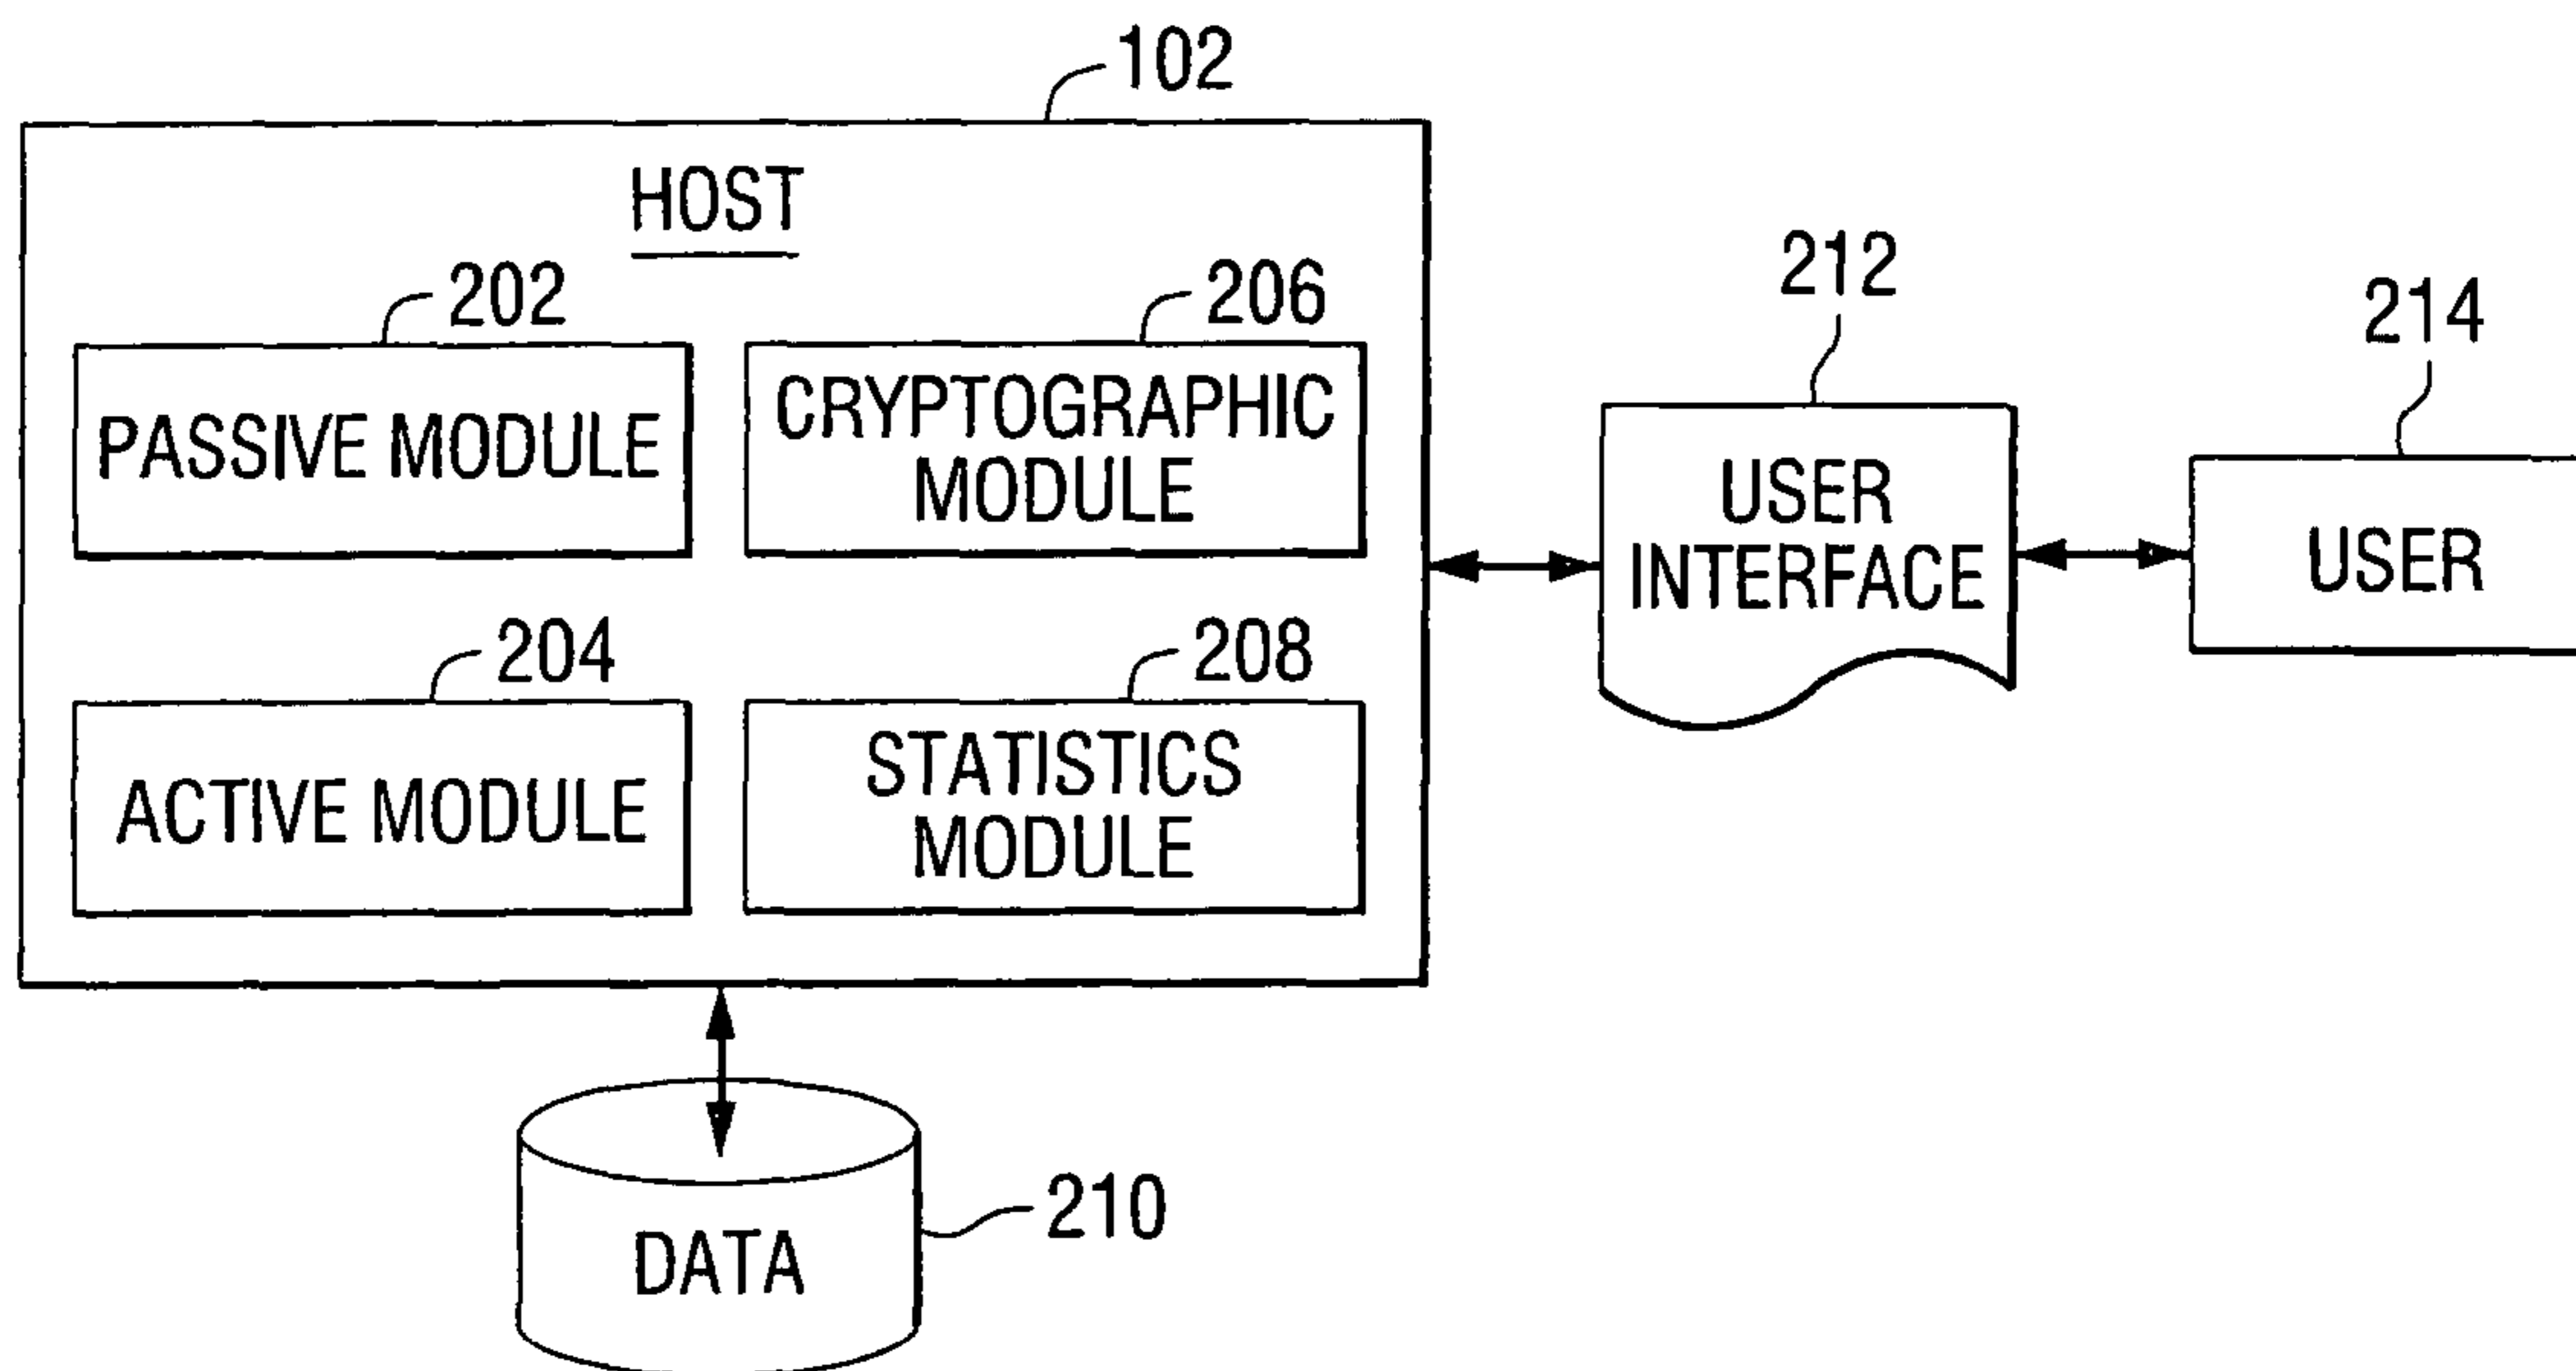 102
HOST
202
206
PASSIVE MODULE
CRYPTOGRAPHIC
MODULE
204
208
ACTIVE MODULE
STATISTICS
MODULE
212
USER
INTERFACE
214
USER
210
DATA